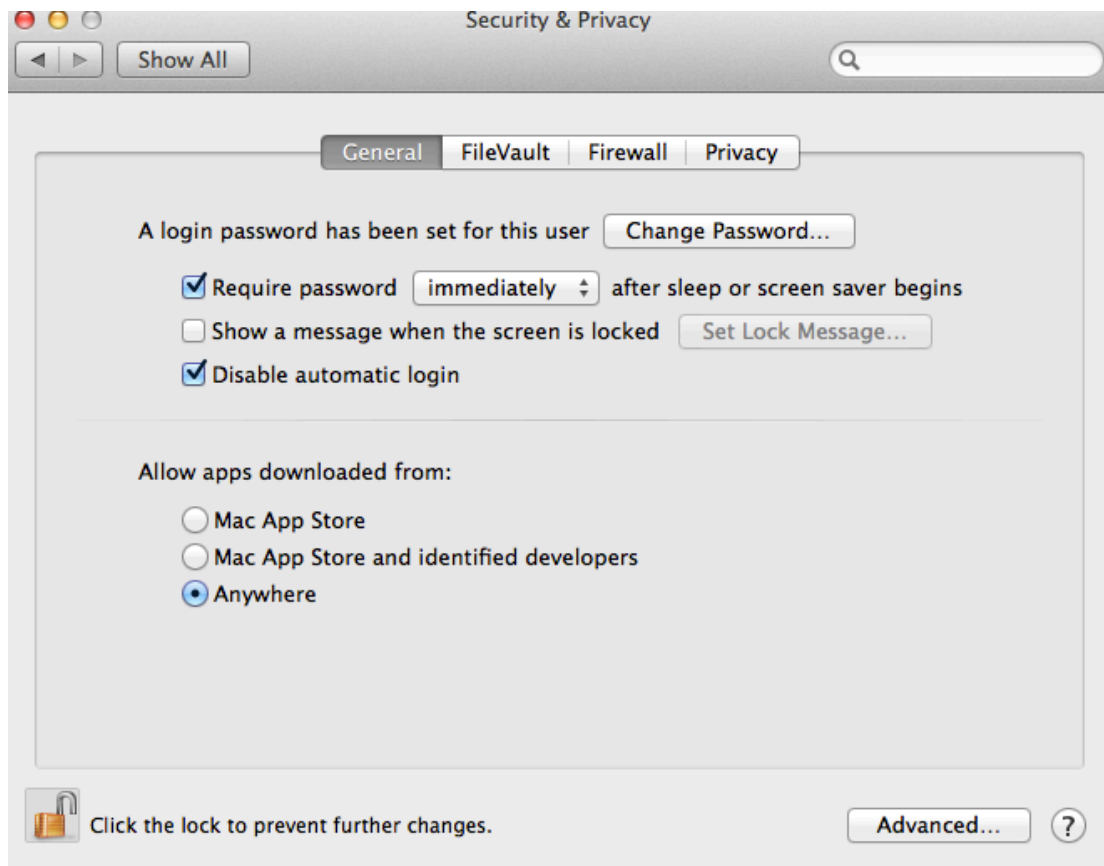 Security & Privacy
Show All
General FileVault Firewall Privacy
A login password has been set for this user Change Password...
Require password immediately after sleep or screen saver begins
Show a message when the screen is locked Set Lock Message...
Disable automatic login
Allow apps downloaded from:
Mac App Store
Mac App Store and identified developers
Anywhere
Click the lock to prevent further changes. Advanced... ?